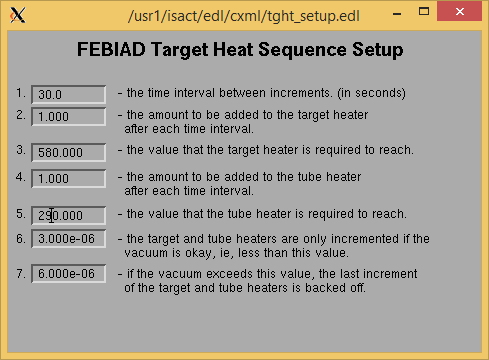 /usr1/isact/edl/cxml/tght_setup.edl
FEBIAD Target Heat Sequence Setup
1. 30.0 - the time interval between increments. (in seconds)
2. 1.000 - the amount to be added to the target heater
after each time interval.
3. 580.000 - the value that the target heater is required to reach.
4. 1.000 - the amount to be added to the tube heater
after each time interval.
5. 290.000 - the value that the tube heater is required to reach.
6. 3.000e-06 - the target and tube heaters are only incremented if the
vacuum is okay, ie, less than this value.
7. 6.000e-06 - if the vacuum exceeds this value, the last increment
of the target and tube heaters is backed off.